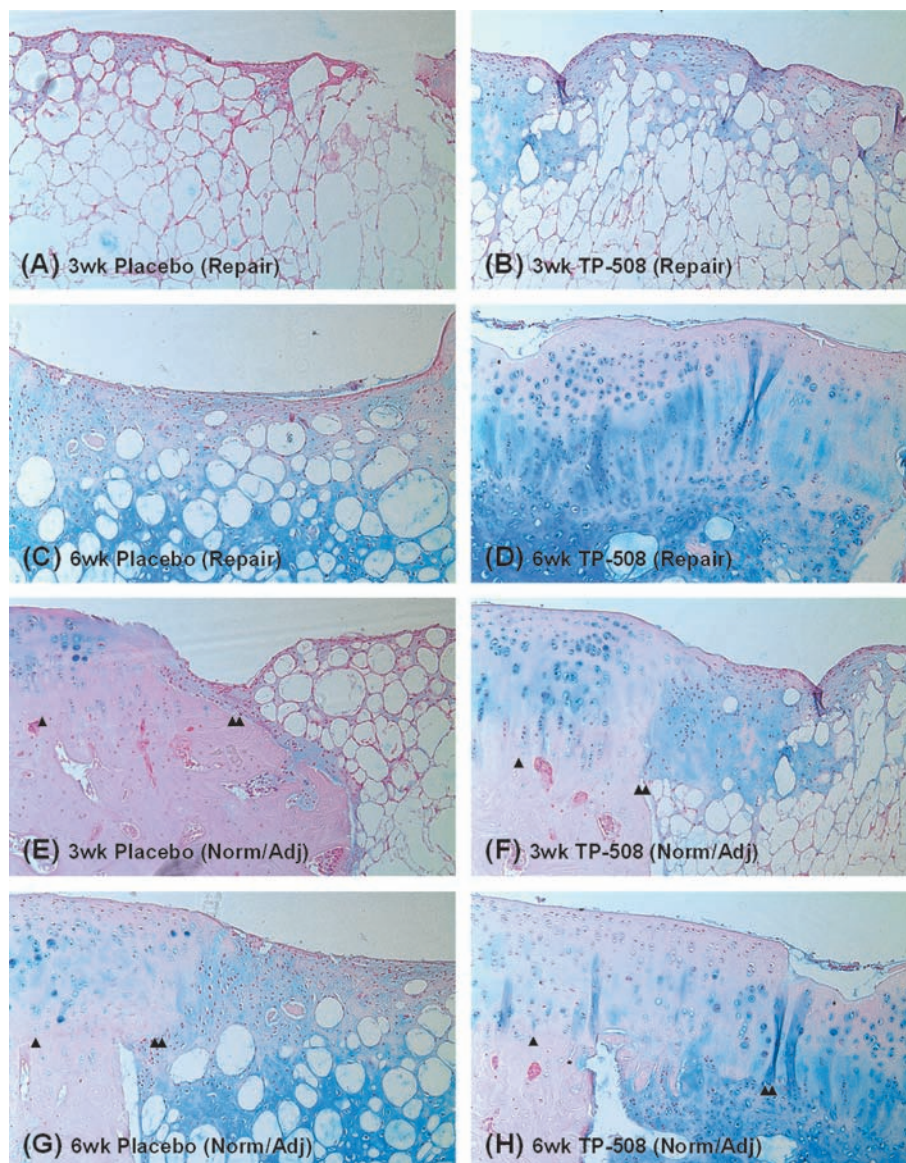 (A) 3wk Placebo (Repair)
(B) 3wk TP-508 (Repair)
(C) 6wk Placebo (Repair)
(D) 6wk TP-508 (Repair)
(E) 3wk Placebo (Norm/Adj)
(F) 3wk TP-508 (Norm/Adj)
(G) 6wk Placebo (Norm/Adj)
(H) 6wk TP-508 (Norm/Adj)